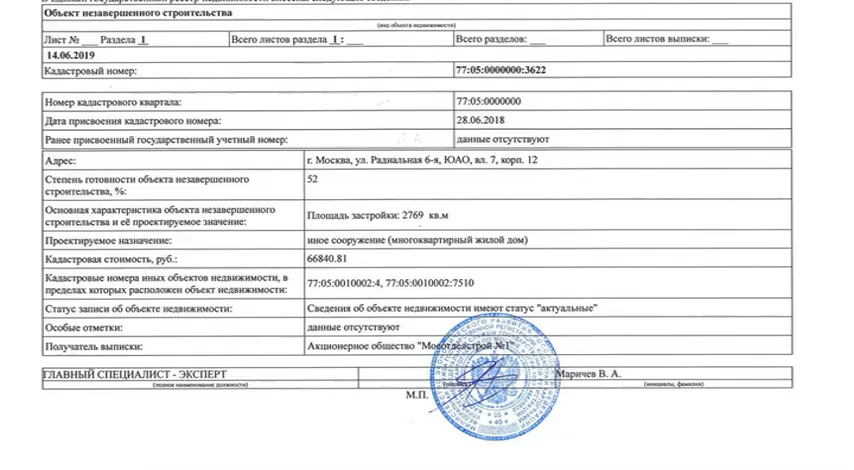 Объект незавершенного строительства
(вид объекта недвижимости)
Лист № ___ Раздела 1 Всего листов раздела 1 : ___ Всего разделов: ___ Всего листов выписки: ___
14.06.2019
Кадастровый номер: 77:05:0000000:3622
Номер кадастрового квартала: 77:05:0000000
Дата присвоения кадастрового номера: 28.06.2018
Ранее присвоенный государственный учетный номер: данные отсутствуют
Адрес: г. Москва, ул. Радиальная 6-я, ЮАО, вл. 7, корп. 12
Степень готовности объекта незавершенного
строительства, %: 52
Основная характеристика объекта незавершенного
строительства и её проектируемое значение: Площадь застройки: 2769 кв.м
Проектируемое назначение: иное сооружение (многоквартирный жилой дом)
Кадастровая стоимость, руб.: 66840.81
Кадастровые номера иных объектов недвижимости, в
пределах которых расположен объект недвижимости: 77:05:0010002:4, 77:05:0010002:7510
Статус записи об объекте недвижимости: Сведения об объекте недвижимости имеют статус "актуальные"
Особые отметки: данные отсутствуют
Получатель выписки: Акционерное общество "Мосотделстрой №1"
ГЛАВНЫЙ СПЕЦИАЛИСТ - ЭКСПЕРТ Маричев В. А.
(полное наименование должности) (подпись) (инициалы, фамилия)
М.П.